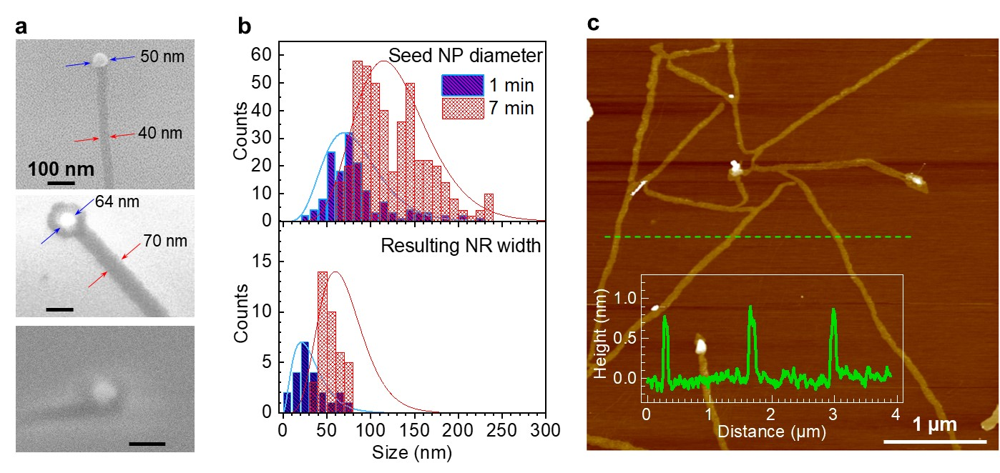 a
50 nm
40 nm
100 nm
64 nm
70 nm
b
Seed NP diameter
1 min
7 min
Counts
60
50
40
30
20
10
0
Resulting NR width
Counts
15
10
5
0
0 50 100 150 200 250 300
Size (nm)
c
Height (nm)
1.0
0.5
0.0
0 1 2 3 4
Distance (μm)
1 μm